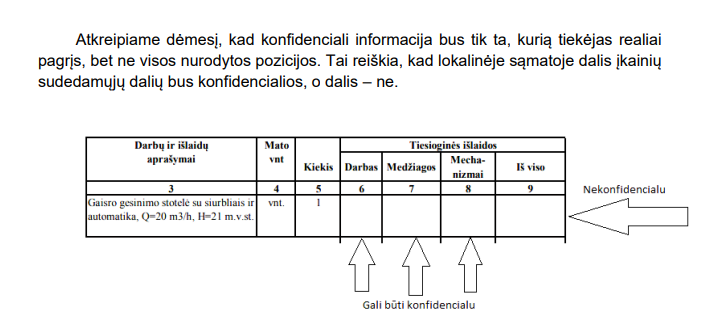 Atkreipiame dėmesį, kad konfidenciali informacija bus tik ta, kurią tiekėjas realiai
pagrįs, bet ne visos nurodytos pozicijos. Tai reiškia, kad lokalinėje sąmatoje dalis įkainių
sudedamųjų dalių bus konfidencialios, o dalis – ne.
Darbų ir išlaidų aprašymai
Mato vnt
Kiekis
Tiesioginės išlaidos
Darbas
Medžiagos
Mecha-
nizmai
Iš viso
3 4 5 6 7 8 9
Gaisro gesinimo stotelė su siurbliais ir vnt. 1
automatika, Q=20 m3/h, H=21 m.v.st.
Nekonfidencialu
Gali būti konfidencialu